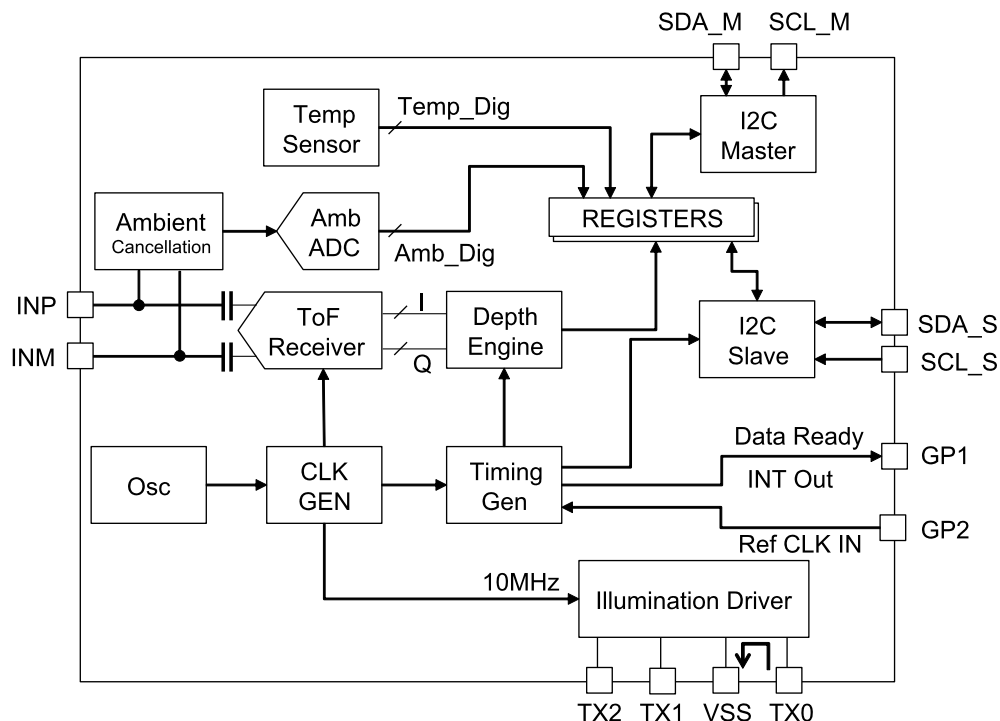 SDA_M SCL_M
Temp
Sensor
Temp_Dig
I2C
Master
Ambient
Cancellation
Amb
ADC
Amb_Dig
REGISTERS
INP
INM
ToF
Receiver
I
Q
Depth
Engine
I2C
Slave
SDA_S
SCL_S
Osc
CLK
GEN
Timing
Gen
Data Ready
INT Out
GP1
Ref CLK IN
GP2
10MHz
Illumination Driver
TX2 TX1 VSS TX0